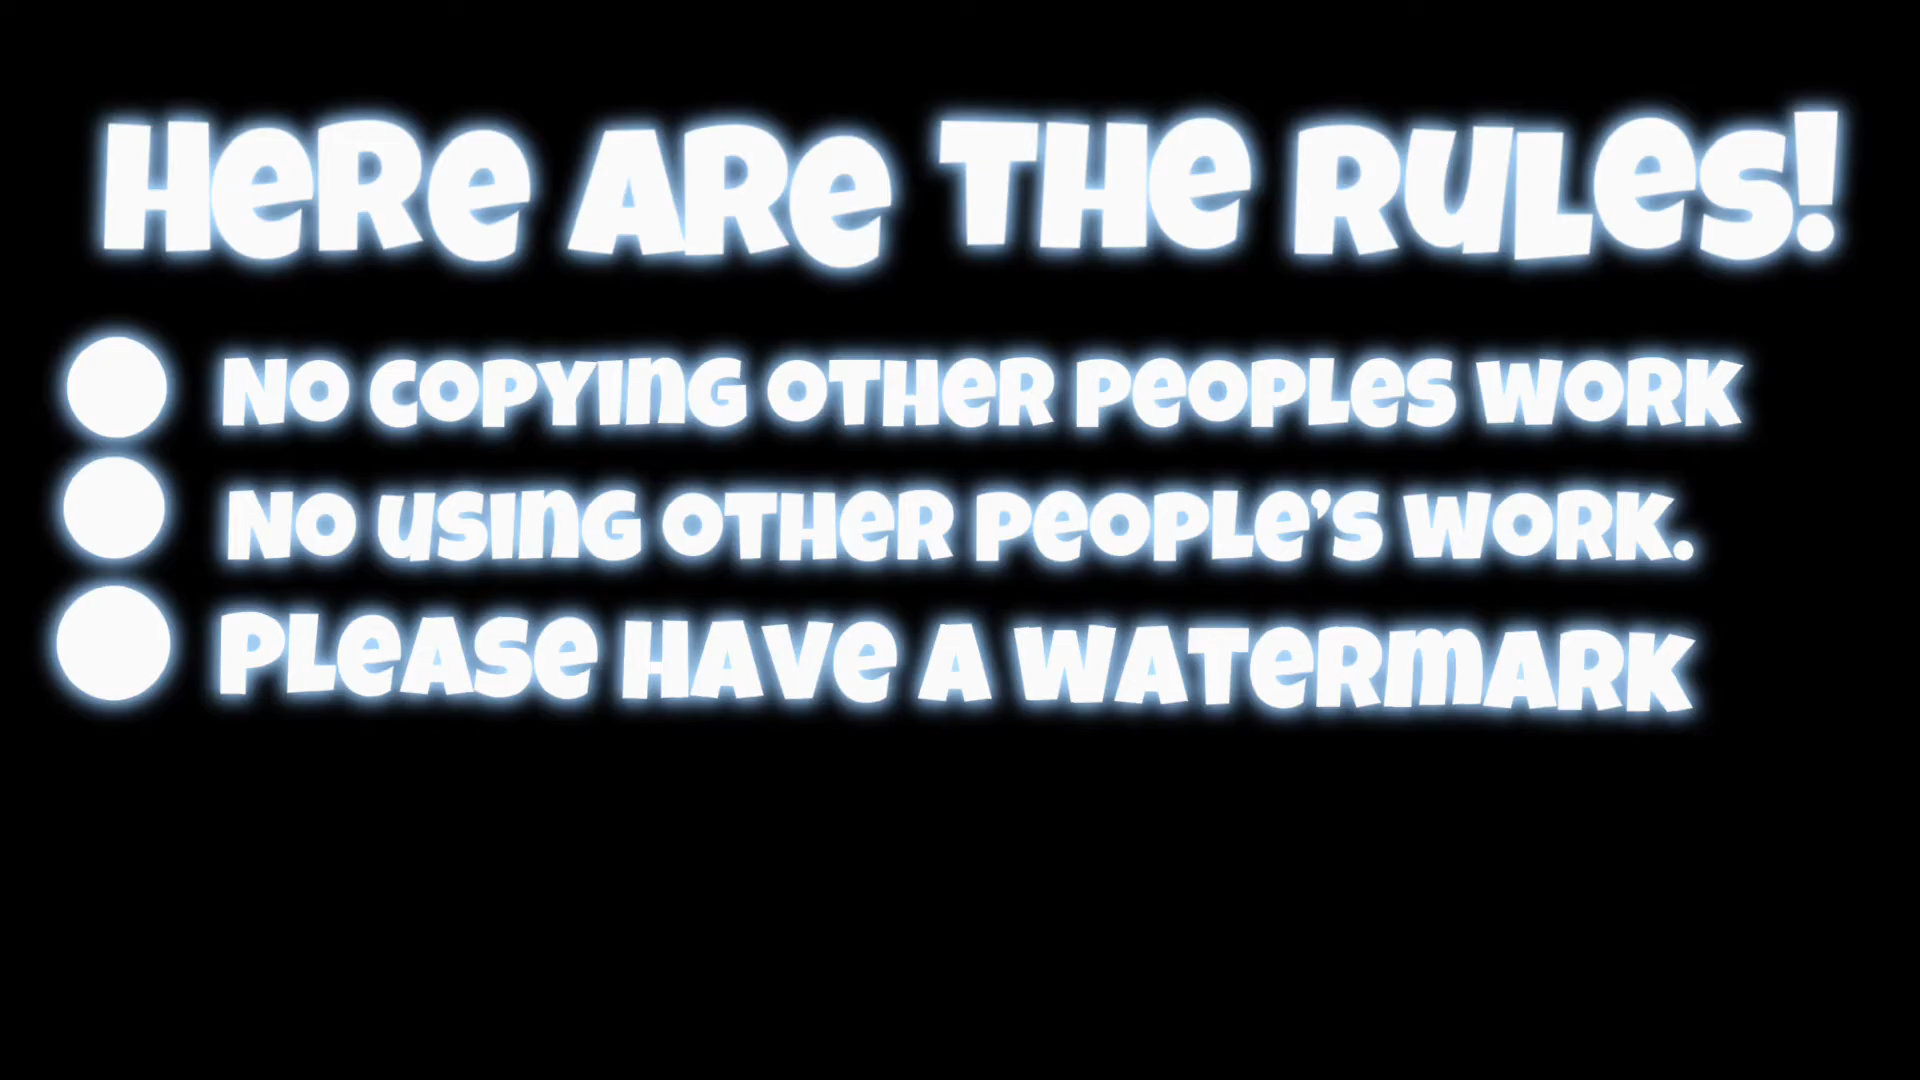 Here are the rules!
No copying other peoples work
No using other people's work.
Please have a watermark